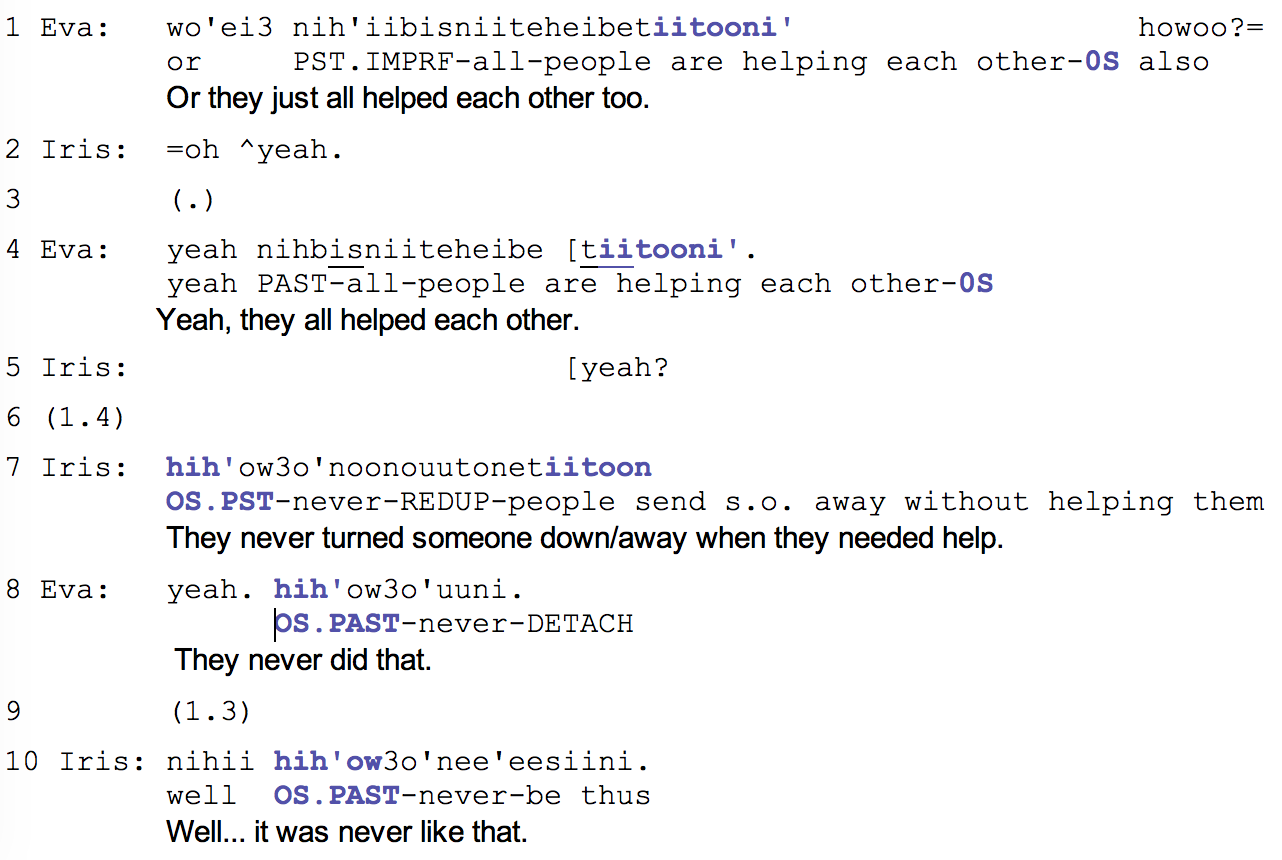 1 Eva: wo'ei3 nih'iibisniiteheibetiitooni' howoo?=
or PST.IMPRF-all-people are helping each other-0S also
Or they just all helped each other too.
2 Iris: =oh ^yeah.
3 (.)
4 Eva: yeah nihbisniiteheibe [tiitooni'.
yeah PAST-all-people are helping each other-0S
Yeah, they all helped each other.
5 Iris: [yeah?
6 (1.4)
7 Iris: hih'ow3o'noonouutonetiitoon
OS.PST-never-REDUP-people send s.o. away without helping them
They never turned someone down/away when they needed help.
8 Eva: yeah. hih'ow3o'uuni.
OS.PAST-never-DETACH
They never did that.
9 (1.3)
10 Iris: nihii hih'ow3o'nee'eesiini.
well OS.PAST-never-be thus
Well... it was never like that.